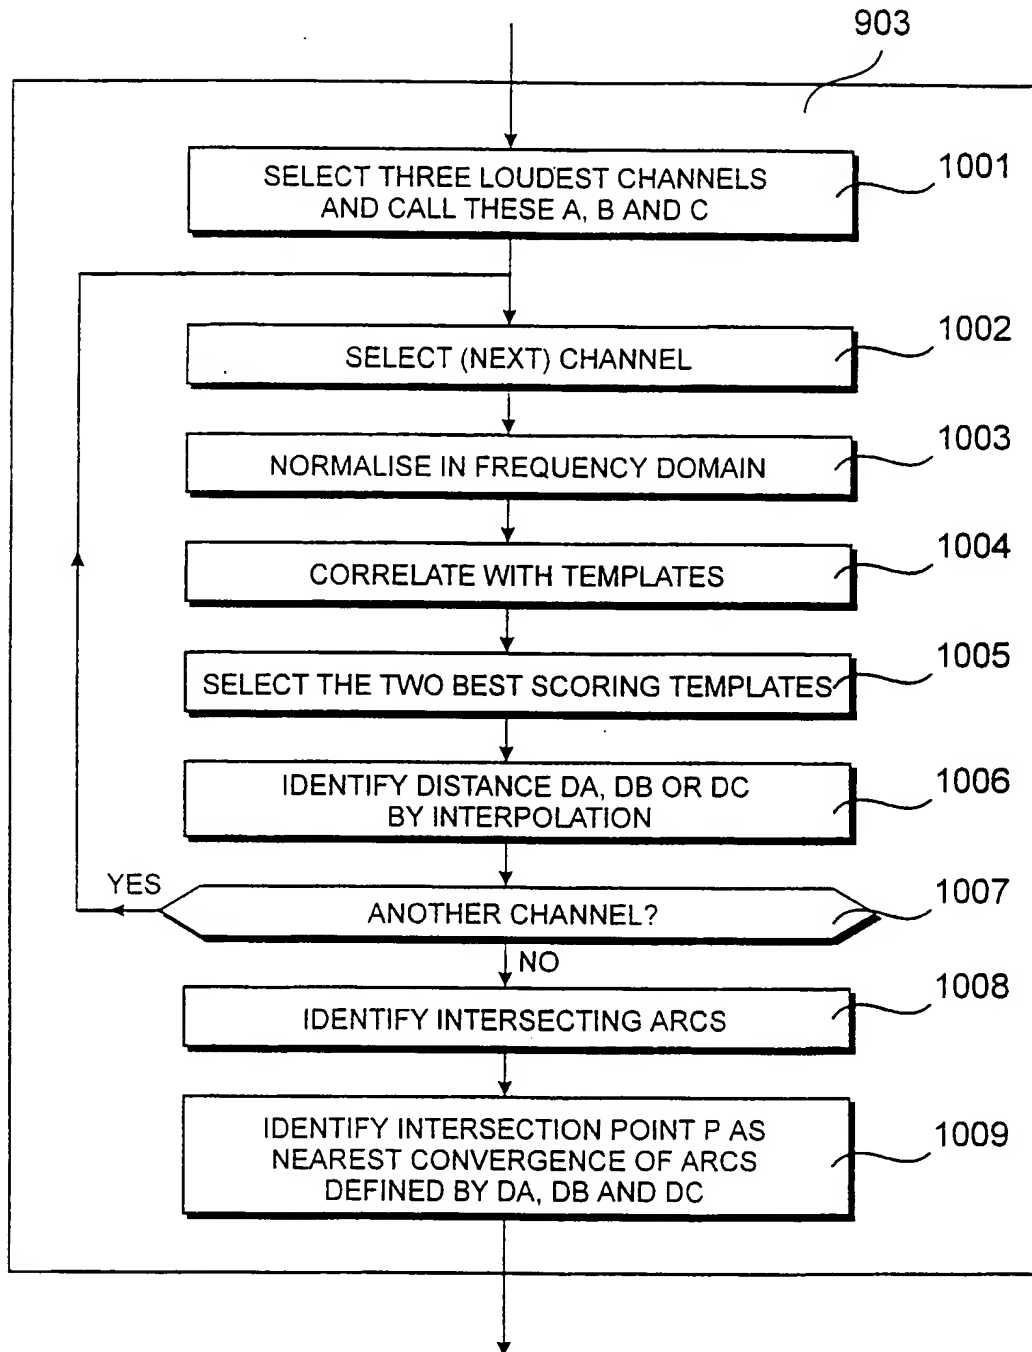 903
SELECT THREE LOUDEST CHANNELS
AND CALL THESE A, B AND C
1001
1002
SELECT (NEXT) CHANNEL
1003
NORMALISE IN FREQUENCY DOMAIN
1004
CORRELATE WITH TEMPLATES
1005
SELECT THE TWO BEST SCORING TEMPLATES
1006
IDENTIFY DISTANCE DA, DB OR DC
BY INTERPOLATION
YES
1007
ANOTHER CHANNEL?
NO
1008
IDENTIFY INTERSECTING ARCS
1009
IDENTIFY INTERSECTION POINT P AS
NEAREST CONVERGENCE OF ARCS
DEFINED BY DA, DB AND DC